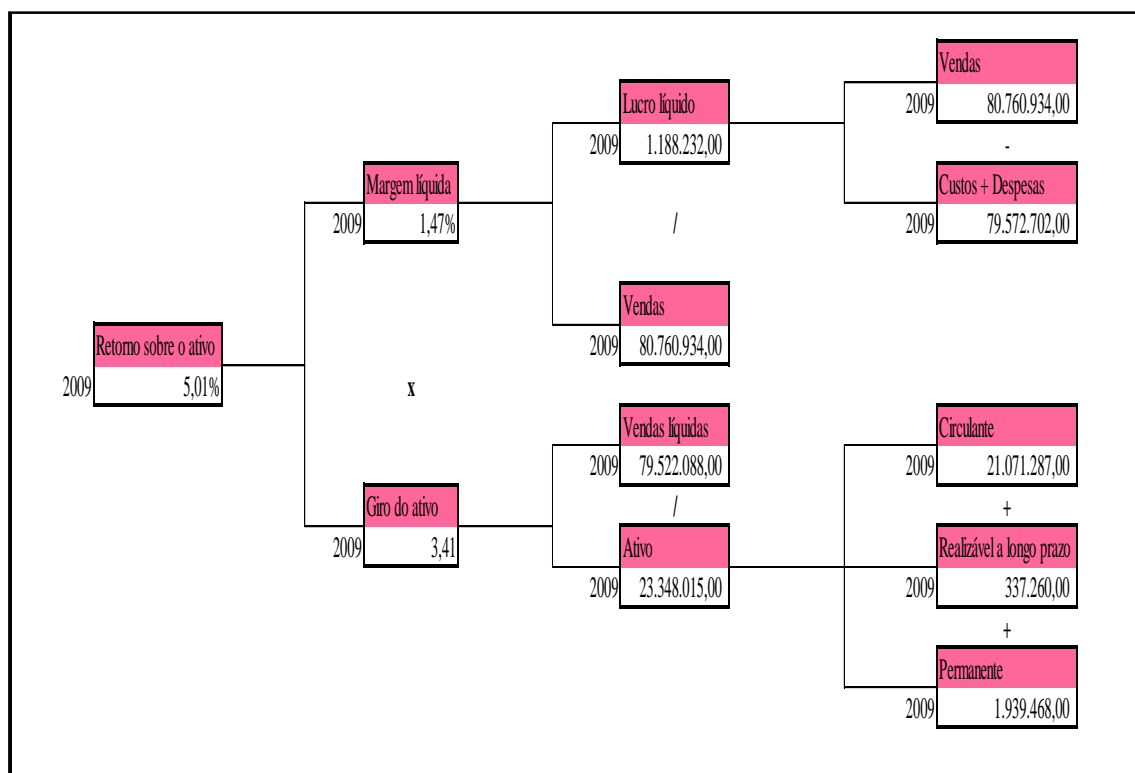 Vendas
2009 80.760.934,00
Lucro líquido
2009 1.188.232,00
-
Margem líquida
2009 1,47%
Custos + Despesas
2009 79.572.702,00
/
Vendas
2009 80.760.934,00
Retorno sobre o ativo
2009 5,01%
x
Vendas líquidas
2009 79.522.088,00
Circulante
2009 21.071.287,00
/
+
Giro do ativo
2009 3,41
Ativo
2009 23.348.015,00
Realizável a longo prazo
2009 337.260,00
+
Permanente
2009 1.939.468,00